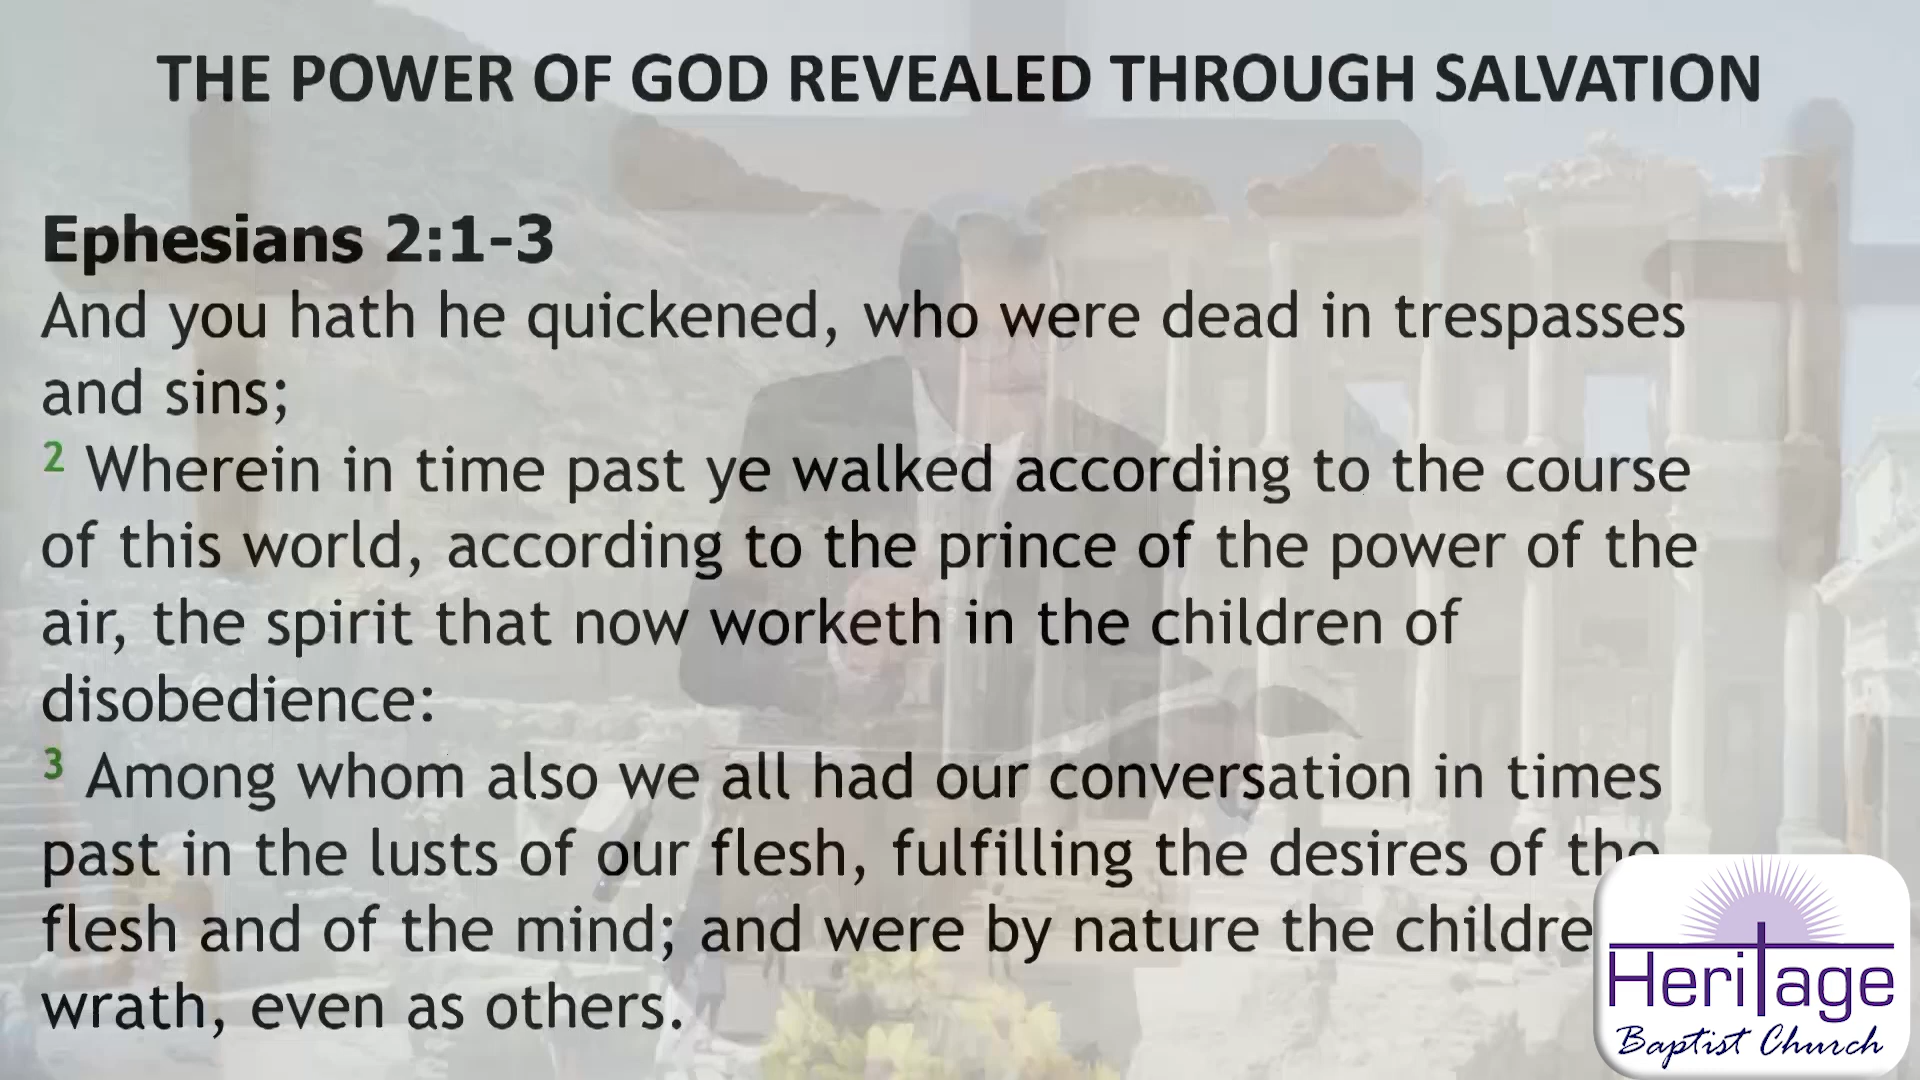 THE POWER OF GOD REVEALED THROUGH SALVATION
Ephesians 2:1-3
And you hath he quickened, who were dead in trespasses
and sins;
2 Wherein in time past ye walked according to the course
of this world, according to the prince of the power of the
air, the spirit that now worketh in the children of
disobedience:
3 Among whom also we all had our conversation in times
past in the lusts of our flesh, fulfilling the desires of the
flesh and of the mind; and were by nature the childre
wrath, even as others.
Heritage
Baptist Church